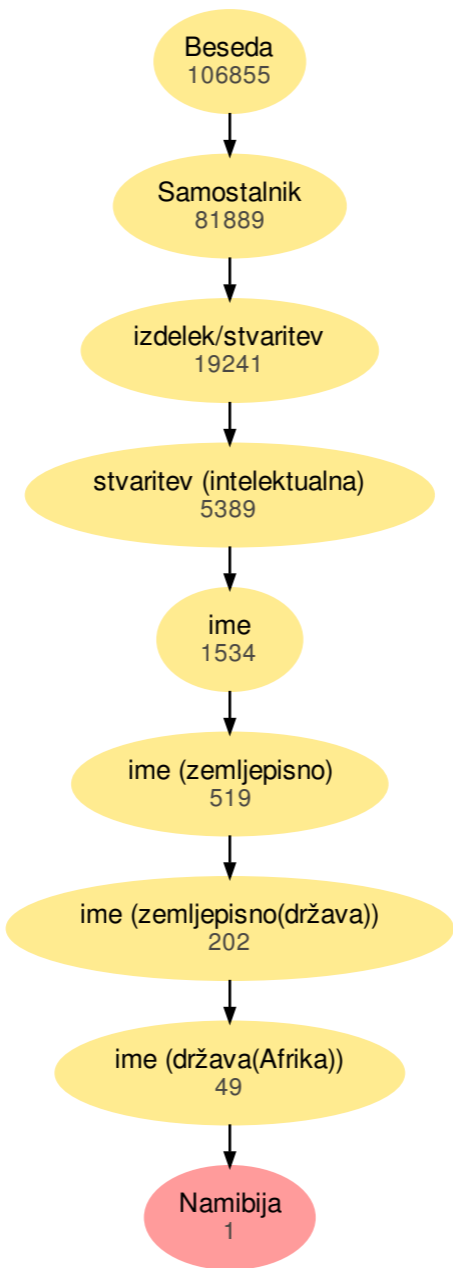 Beseda
106855
Samostalnik
81889
izdelek/stvaritev
19241
stvaritev (intelektualna)
5389
ime
1534
ime (zemljepisno)
519
ime (zemljepisno(država))
202
ime (država(Afrika))
49
Namibija
1